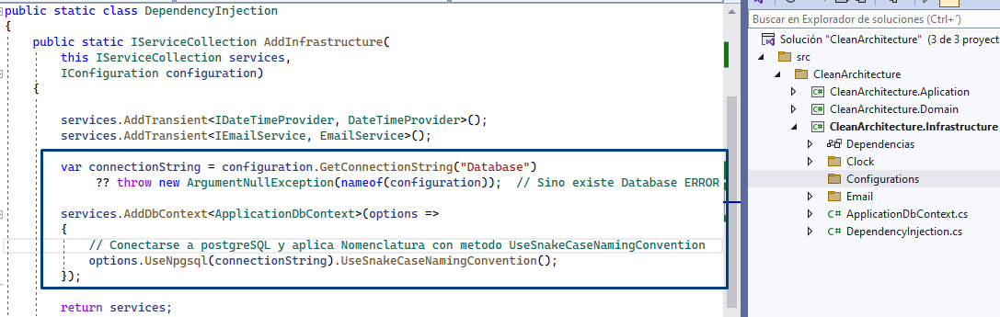 public static class DependencyInjection
{
public static IServiceCollection AddInfrastructure(
this IServiceCollection services,
IConfiguration configuration)
{
services.AddTransient<IDateTimeProvider, DateTimeProvider>();
services.AddTransient<IEmailService, EmailService>();
var connectionString = configuration.GetConnectionString("Database")
?? throw new ArgumentNullException(nameof(configuration));  // Sino existe Database ERROR
services.AddDbContext<ApplicationDbContext>(options =>
{
// Conectarse a postgreSQL y aplica Nomenclatura con metodo UseSnakeCaseNamingConvention
options.UseNpgsql(connectionString).UseSnakeCaseNamingConvention();
});
return services;
Buscar en Explorador de soluciones (Ctrl+´)
Solución "CleanArchitecture" (3 de 3 proyecto
src
CleanArchitecture
CleanArchitecture.Aplication
CleanArchitecture.Domain
CleanArchitecture.Infrastructure
Dependencias
Clock
Configurations
Email
C# ApplicationDbContext.cs
C# DependencyInjection.cs